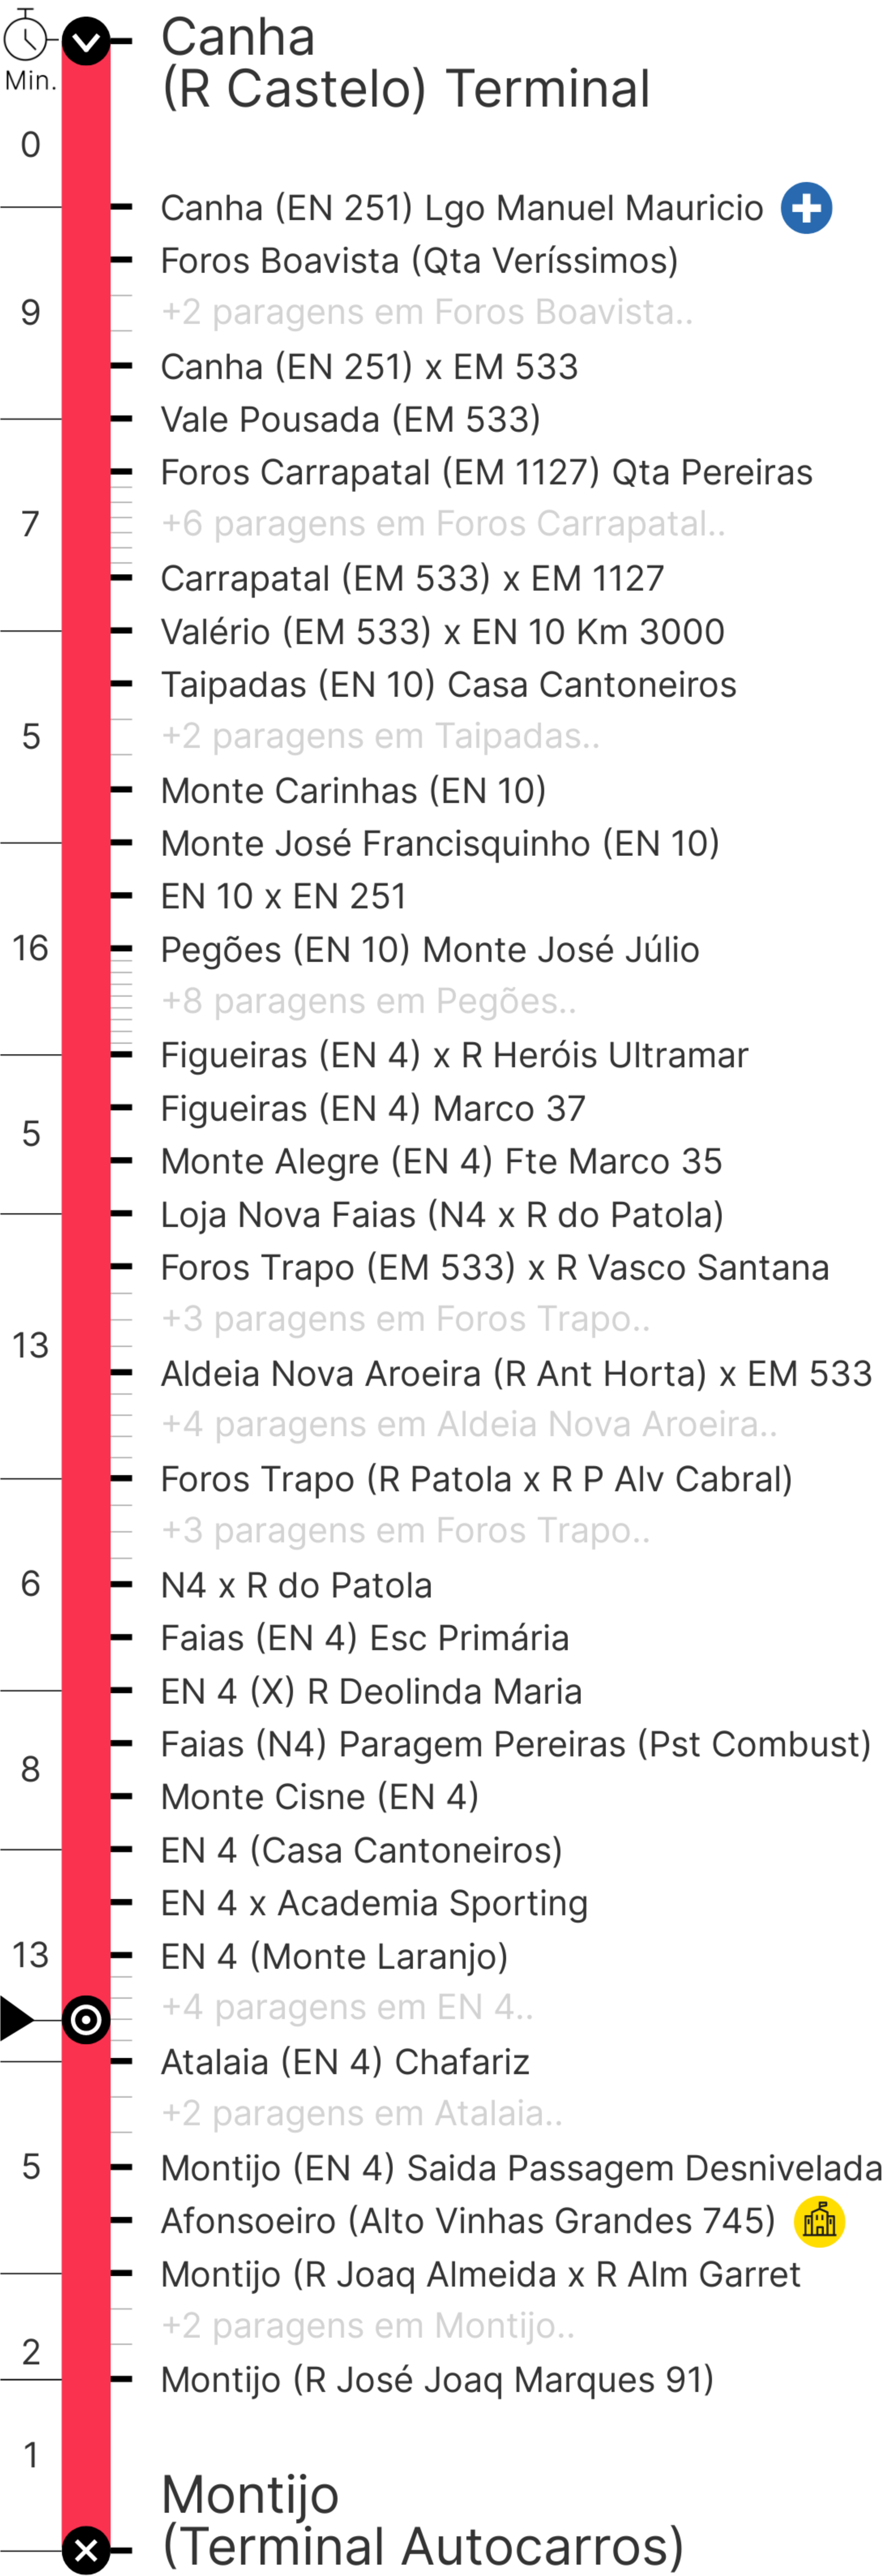 Canha
(R Castelo) Terminal
Min.
0
Canha (EN 251) Lgo Manuel Mauricio
Foros Boavista (Qta Veríssimos)
9
+2 paragens em Foros Boavista..
Canha (EN 251) x EM 533
Vale Pousada (EM 533)
Foros Carrapatal (EM 1127) Qta Pereiras
7
+6 paragens em Foros Carrapatal..
Carrapatal (EM 533) x EM 1127
Valério (EM 533) x EN 10 Km 3000
Taipadas (EN 10) Casa Cantoneiros
5
+2 paragens em Taipadas..
Monte Carinhas (EN 10)
Monte José Francisquinho (EN 10)
EN 10 x EN 251
16
Pegões (EN 10) Monte José Júlio
+8 paragens em Pegões..
Figueiras (EN 4) x R Heróis Ultramar
Figueiras (EN 4) Marco 37
5
Monte Alegre (EN 4) Fte Marco 35
Loja Nova Faias (N4 x R do Patola)
Foros Trapo (EM 533) x R Vasco Santana
+3 paragens em Foros Trapo..
13
Aldeia Nova Aroeira (R Ant Horta) x EM 533
+4 paragens em Aldeia Nova Aroeira..
Foros Trapo (R Patola x R P Alv Cabral)
+3 paragens em Foros Trapo..
6
N4 x R do Patola
Faias (EN 4) Esc Primária
EN 4 (X) R Deolinda Maria
Faias (N4) Paragem Pereiras (Pst Combust)
8
Monte Cisne (EN 4)
EN 4 (Casa Cantoneiros)
EN 4 x Academia Sporting
13
EN 4 (Monte Laranjo)
+4 paragens em EN 4..
Atalaia (EN 4) Chafariz
+2 paragens em Atalaia..
5
Montijo (EN 4) Saida Passagem Desnivelada
Afonsoeiro (Alto Vinhas Grandes 745)
Montijo (R Joaq Almeida x R Alm Garret
+2 paragens em Montijo..
2
Montijo (R José Joaq Marques 91)
1
Montijo
(Terminal Autocarros)